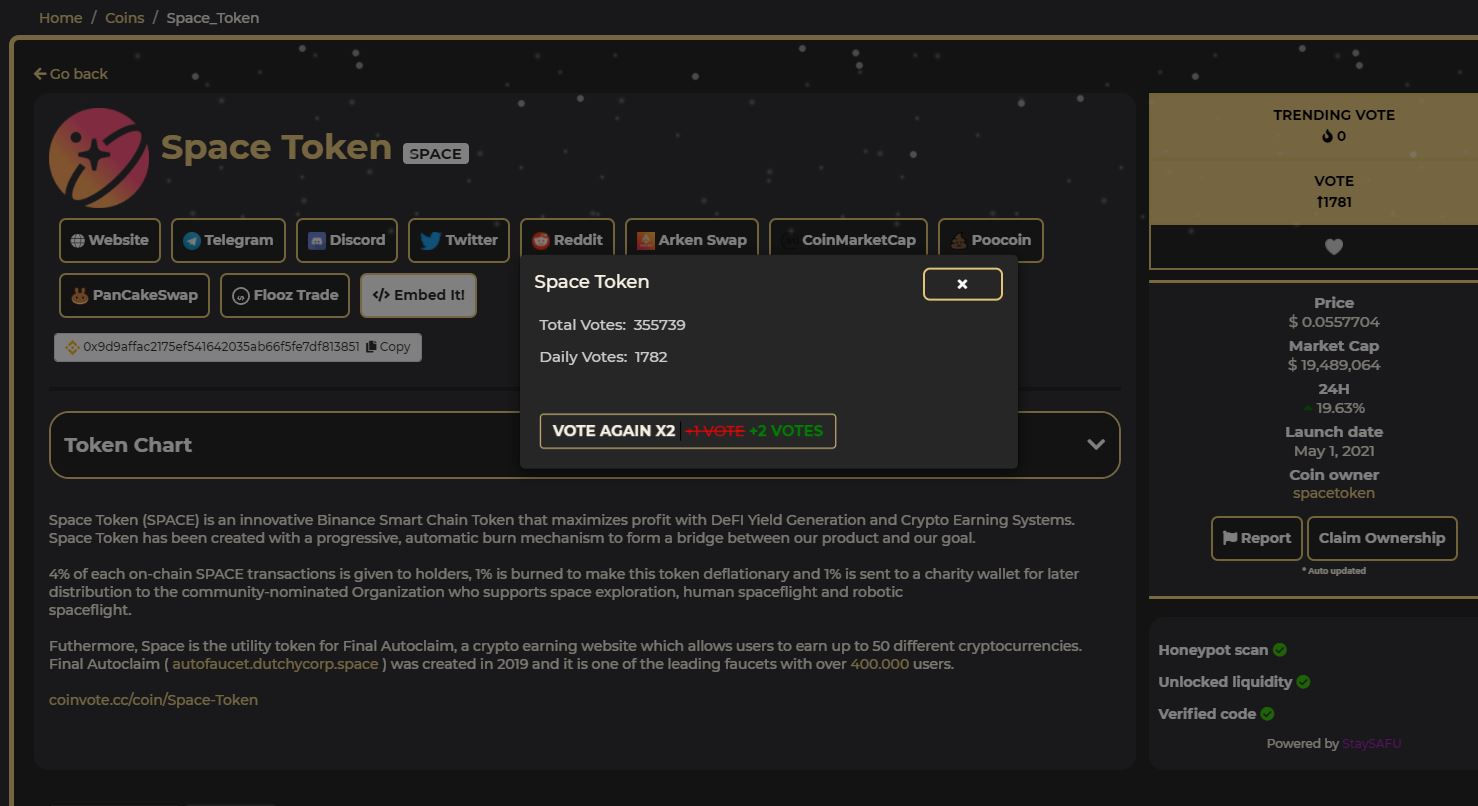 Home / Coins / Space_Token
Go back
Space Token SPACE
Website Telegram Discord Twitter Reddit Arken Swap CoinMarketCap Poocoin
PanCakeSwap Flooz Trade </> Embed It!
0x9d9affac2175ef541642035ab66f5fe7df813851 Copy
Space Token
Total Votes: 355739
Daily Votes: 1782
VOTE AGAIN X2 +1 VOTE +2 VOTES
Token Chart
Space Token (SPACE) is an innovative Binance Smart Chain Token that maximizes profit with DeFI Yield Generation and Crypto Earning Systems.
Space Token has been created with a progressive, automatic burn mechanism to form a bridge between our product and our goal.
4% of each on-chain SPACE transactions is given to holders, 1% is burned to make this token deflationary and 1% is sent to a charity wallet for later
distribution to the community-nominated Organization who supports space exploration, human spaceflight and robotic
spaceflight.
Futhermore, Space is the utility token for Final Autoclaim, a crypto earning website which allows users to earn up to 50 different cryptocurrencies.
Final Autoclaim ( autofaucet.dutchycorp.space ) was created in 2019 and it is one of the leading faucets with over 400.000 users.
coinvote.cc/coin/Space-Token
TRENDING VOTE
0
VOTE
↑1781
Price
$ 0.0557704
Market Cap
$ 19,489,064
24H
19.63%
Launch date
May 1, 2021
Coin owner
spacetoken
Report Claim Ownership
* Auto updated
Honeypot scan
Unlocked liquidity
Verified code
Powered by StaySAFU